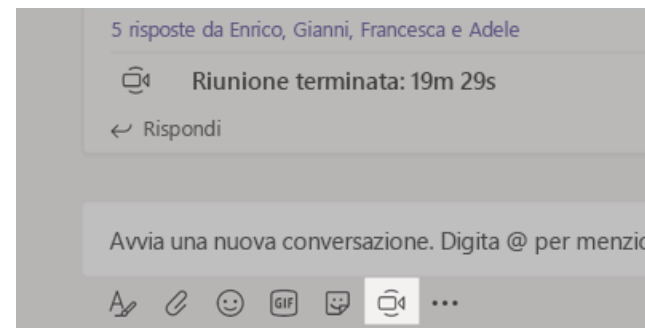 5 risposte da Enrico, Gianni, Francesca e Adele
Riunione terminata: 19m 29s
Rispondi
Avvia una nuova conversazione. Digita @ per menzio
GIF